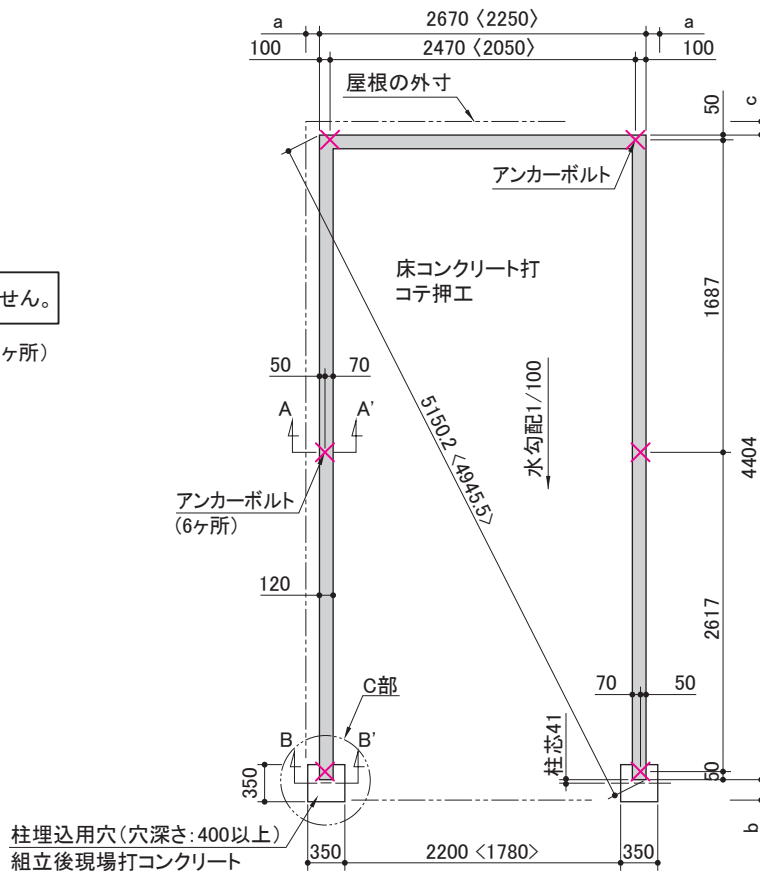 a
2670 〈2250〉
a
100
2470 〈2050〉
100
屋根の外寸
50
c
アンカーボルト
床コンクリート打
コテ押工
せん。
ヶ所）
1687
50
70
A
A'
水勾配1/100
5150.2 〈4945.5〉
4404
アンカーボルト
(6ヶ所)
120
2617
C部
70
50
B
B'
柱芯41
350
50
b
柱埋込用穴（穴深さ：400以上）
組立後現場打コンクリート
350
2200 <1780>
350